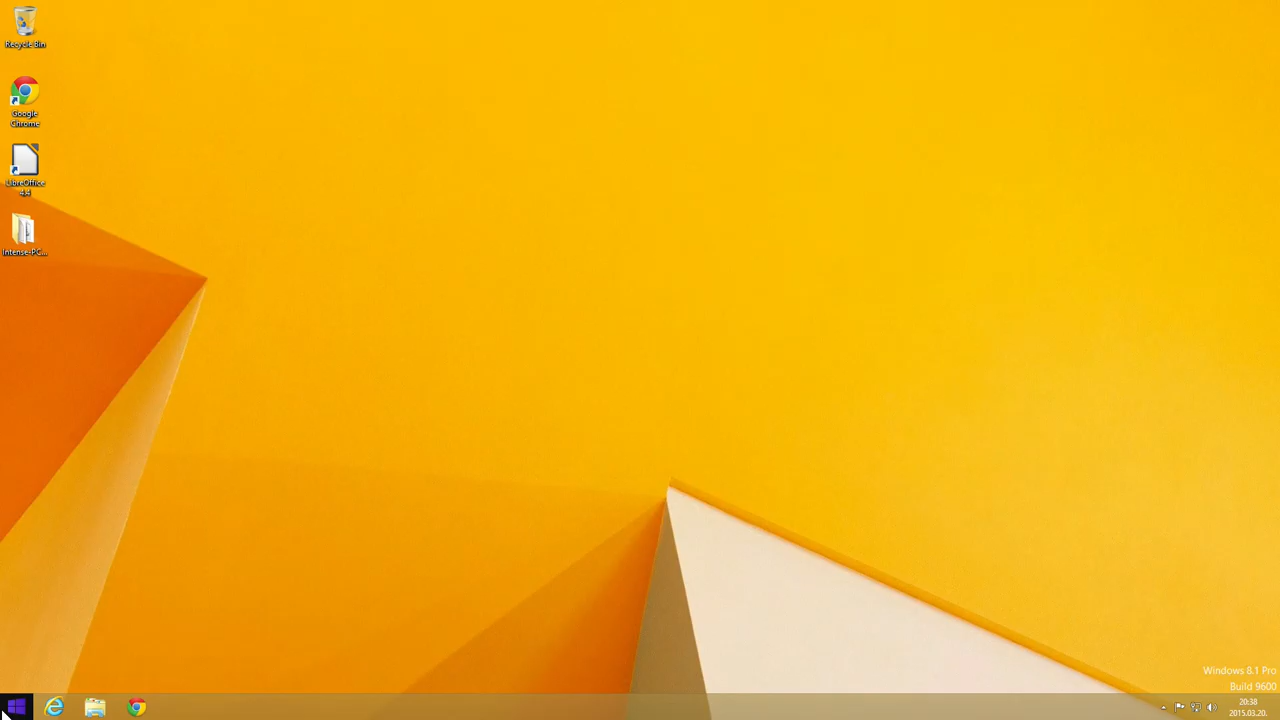 Recycle Bin
Google
Chrome
LibreOffice
4.4
Intense-PC...
Windows 8.1 Pro
Build 9600
20:38
2015.03.20.